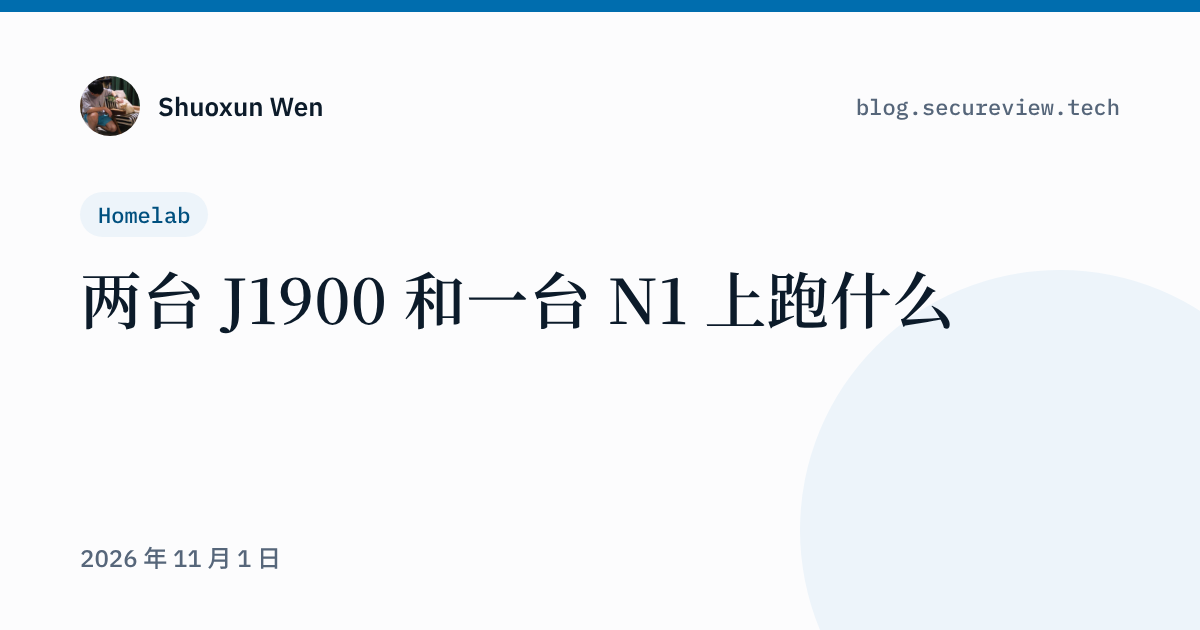 Shuoxun Wen
blog.secureview.tech
Homelab
两台 J1900 和一台 N1 上跑什么
2026 年 11 月 1 日